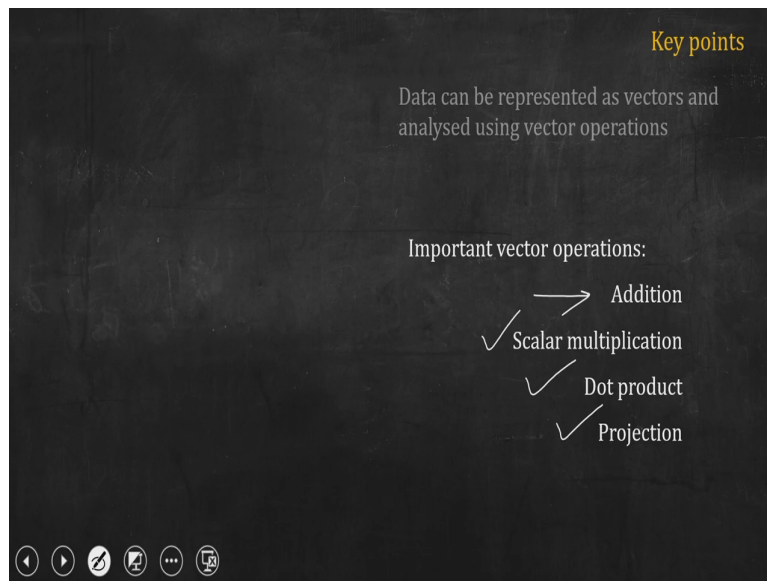 Key points
Data can be represented as vectors and
analysed using vector operations
Important vector operations:
Addition
Scalar multiplication
Dot product
Projection